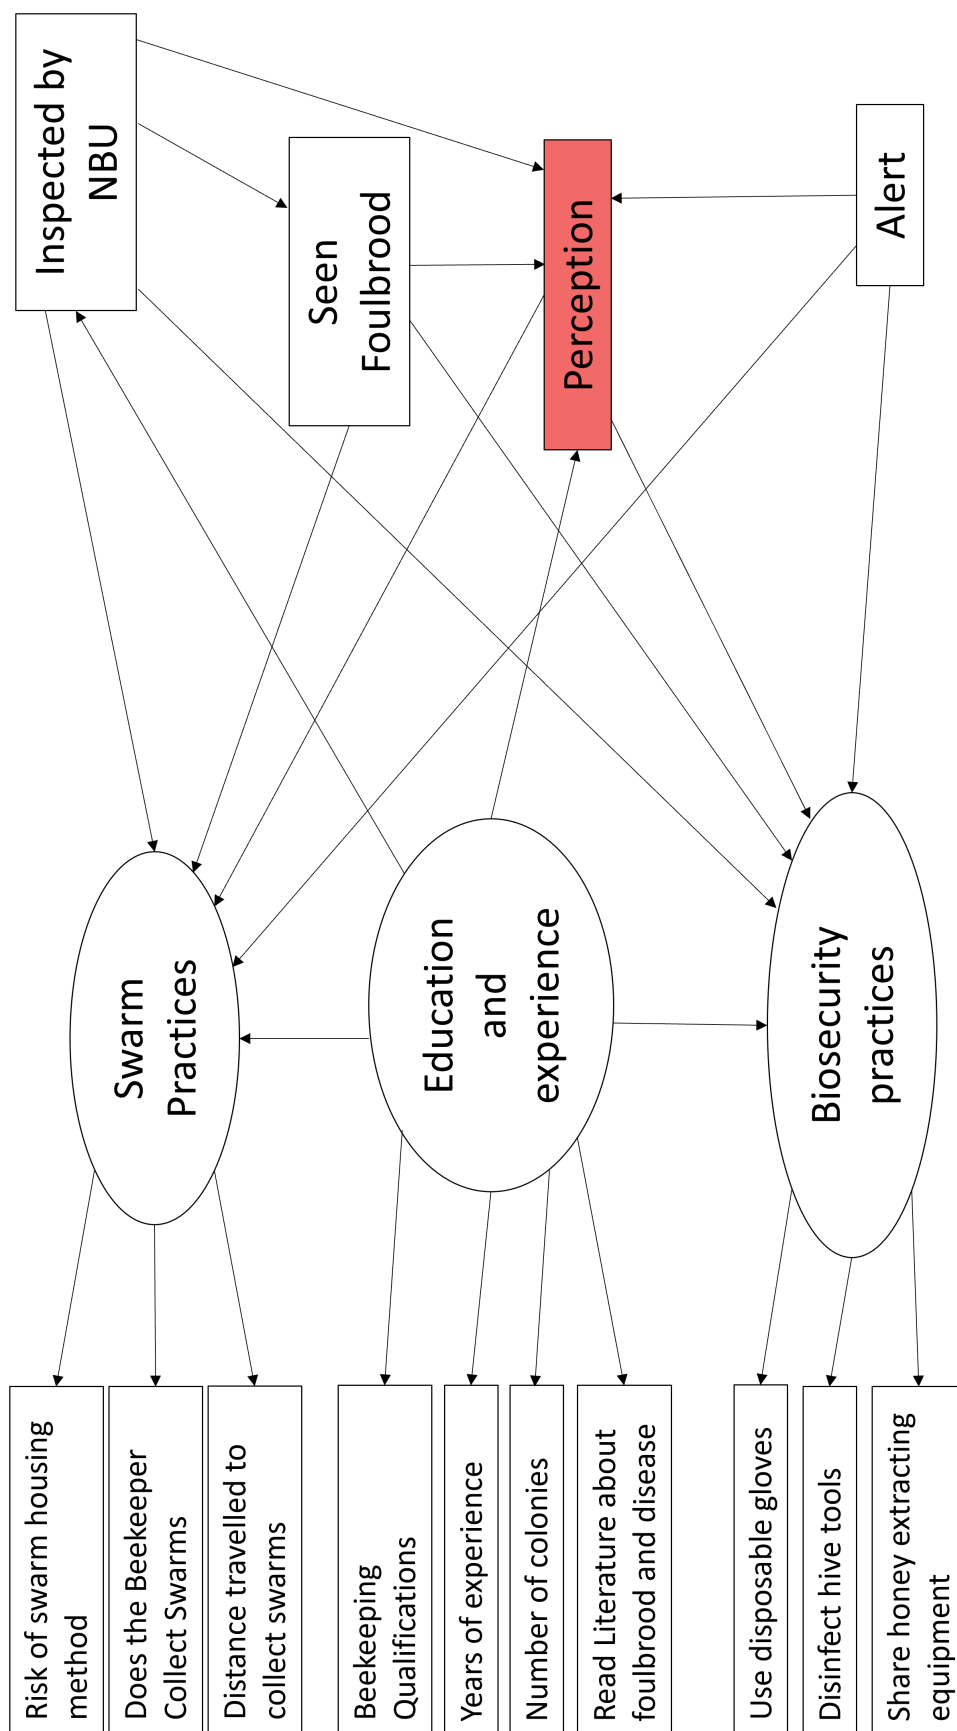 Risk of swarm housing
method
Does the Beekeeper
Collect Swarms
Distance travelled to
collect swarms
Beekeeping
Qualifications
Years of experience
Number of colonies
Read Literature about
foulbrood and disease
Use disposable gloves
Disinfect hive tools
Share honey extracting
equipment
Swarm
Practices
Education
and
experience
Biosecurity
practices
Inspected by
NBU
Seen
Foulbrood
Perception
Alert